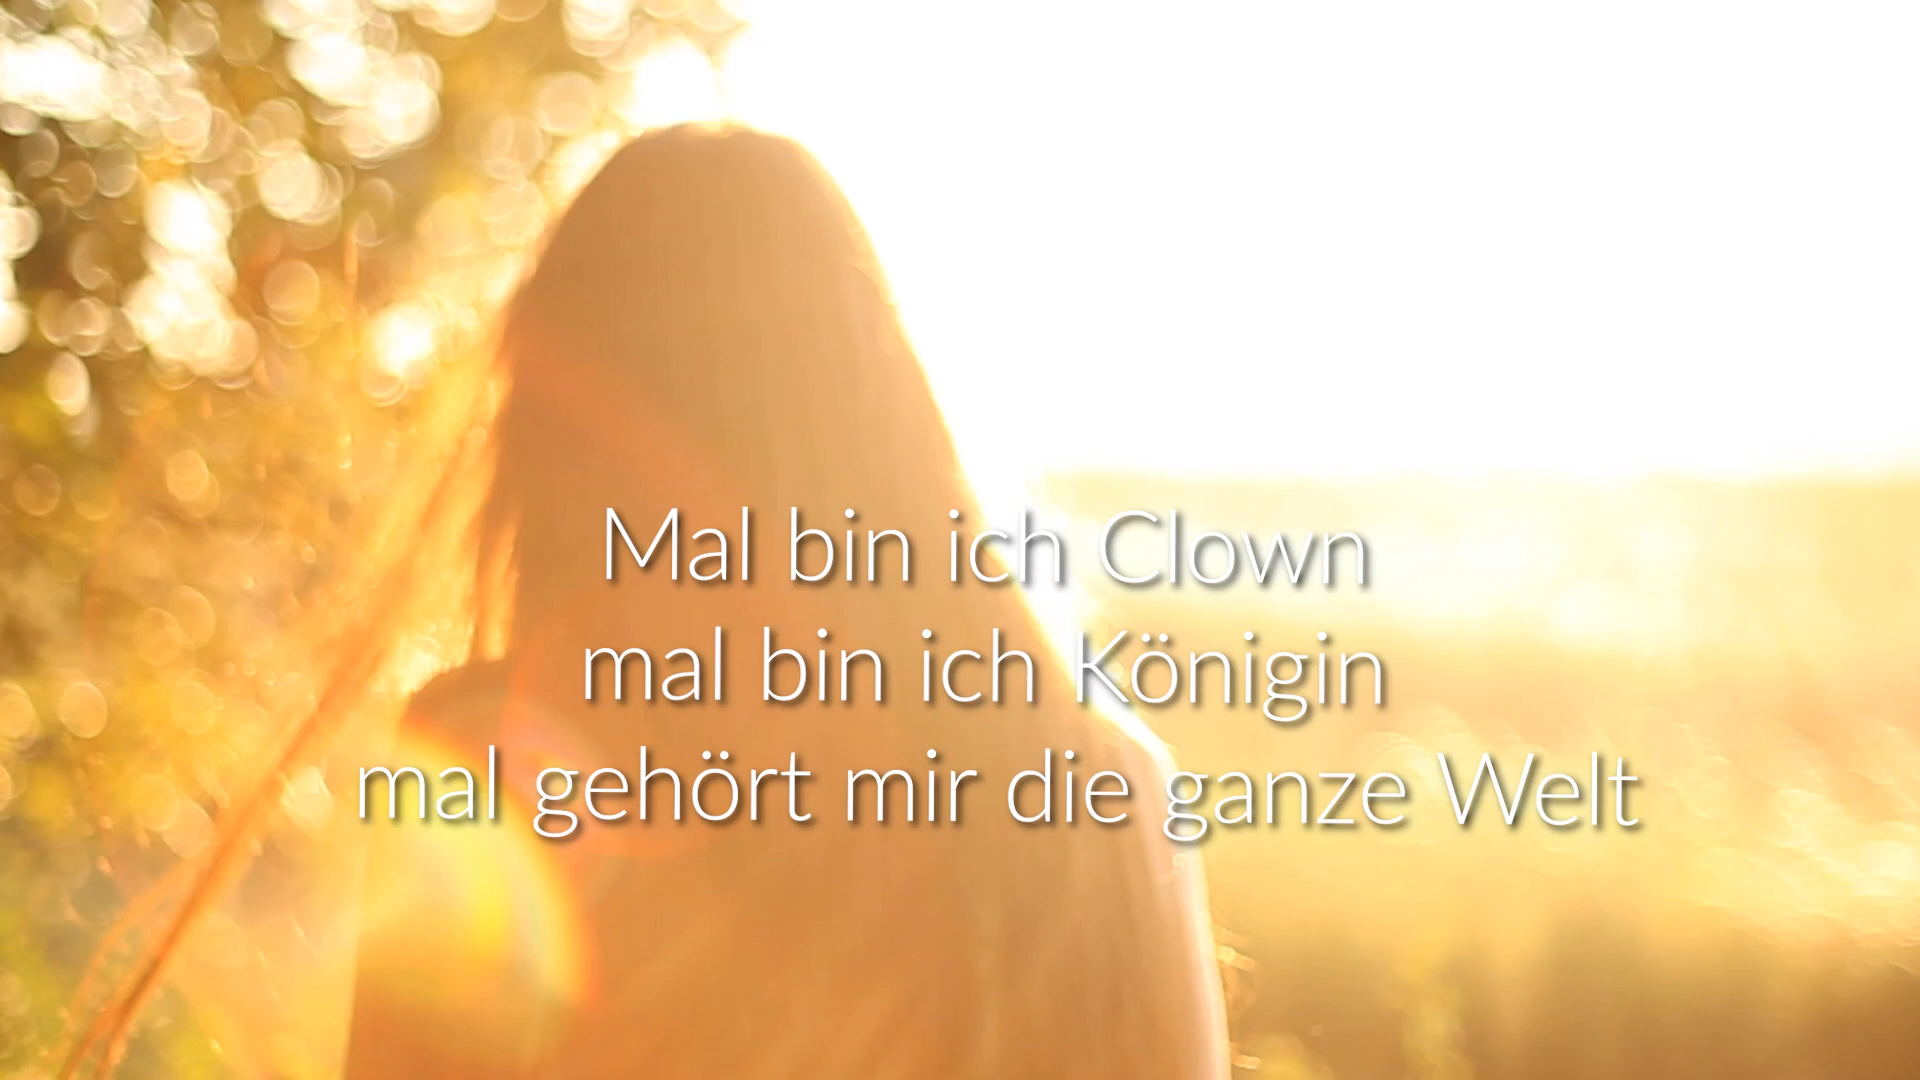 Mal bin ich Clown
mal bin ich Königin
mal gehört mir die ganze Welt